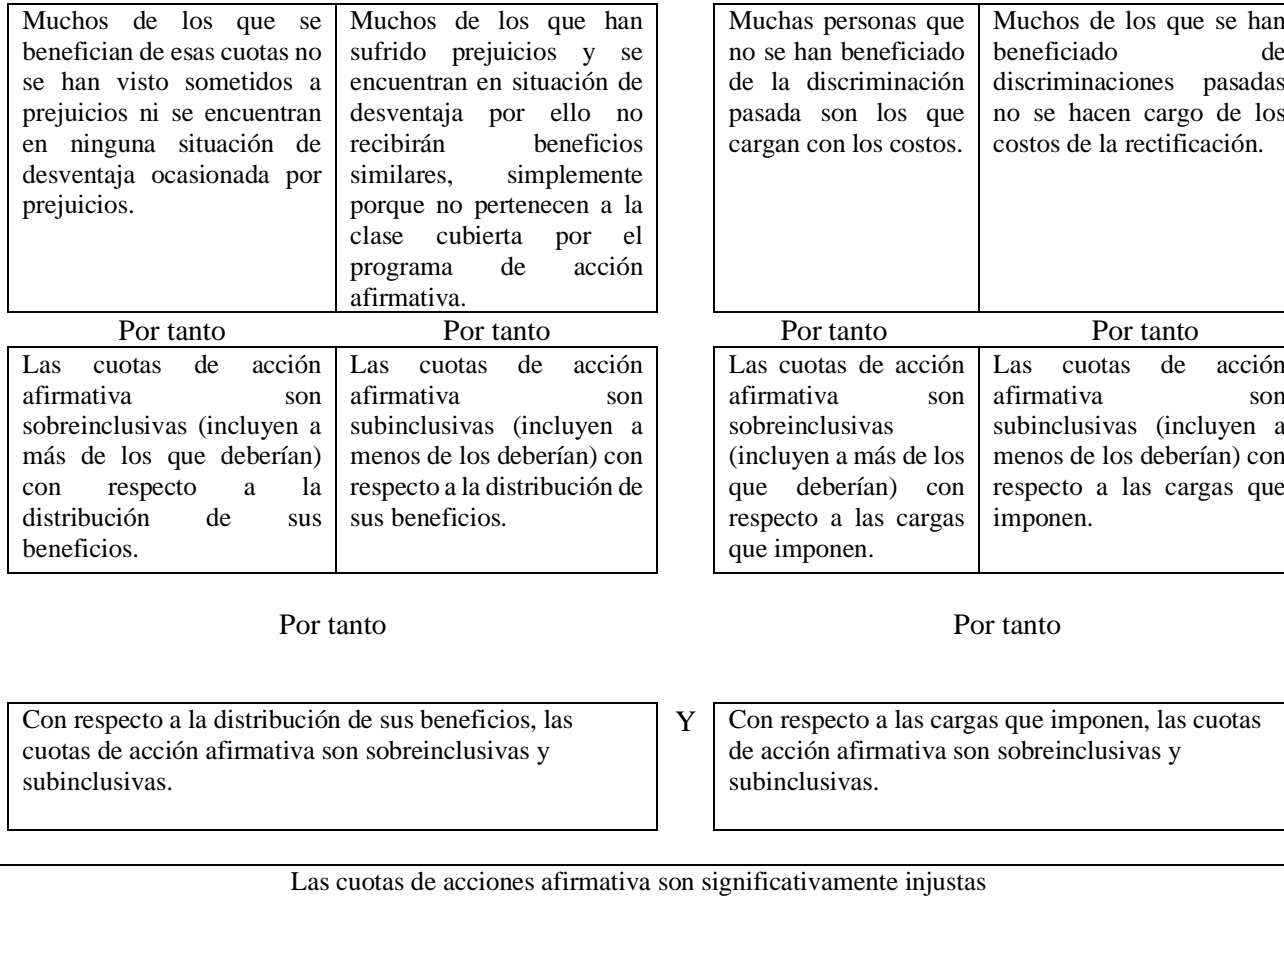 Muchos de los que se
benefician de esas cuotas no
se han visto sometidos a
prejuicios ni se encuentran
en ninguna situación de
desventaja ocasionada por
prejuicios.
Muchos de los que han
sufrido prejuicios y se
encuentran en situación de
desventaja por ello no
recibirán beneficios
similares, simplemente
porque no pertenecen a la
clase cubierta por el
programa de acción
afirmativa.
Muchas personas que
no se han beneficiado
de la discriminación
pasada son los que
cargan con los costos.
Muchos de los que se han
beneficiado de
discriminaciones pasadas
no se hacen cargo de los
costos de la rectificación.
Por tanto
Por tanto
Por tanto
Por tanto
Las cuotas de acción
afirmativa son
sobreinclusivas (incluyen a
más de los que deberían)
con respecto a la
distribución de sus
beneficios.
Las cuotas de acción
afirmativa son
subinclusivas (incluyen a
menos de los deberían) con
respecto a la distribución de
sus beneficios.
Las cuotas de acción
afirmativa son
sobreinclusivas
(incluyen a más de los
que deberían) con
respecto a las cargas
que imponen.
Las cuotas de acción
afirmativa son
subinclusivas (incluyen a
menos de los deberían) con
respecto a las cargas que
imponen.
Por tanto
Por tanto
Con respecto a la distribución de sus beneficios, las
cuotas de acción afirmativa son sobreinclusivas y
subinclusivas.
Y
Con respecto a las cargas que imponen, las cuotas
de acción afirmativa son sobreinclusivas y
subinclusivas.
Las cuotas de acciones afirmativa son significativamente injustas